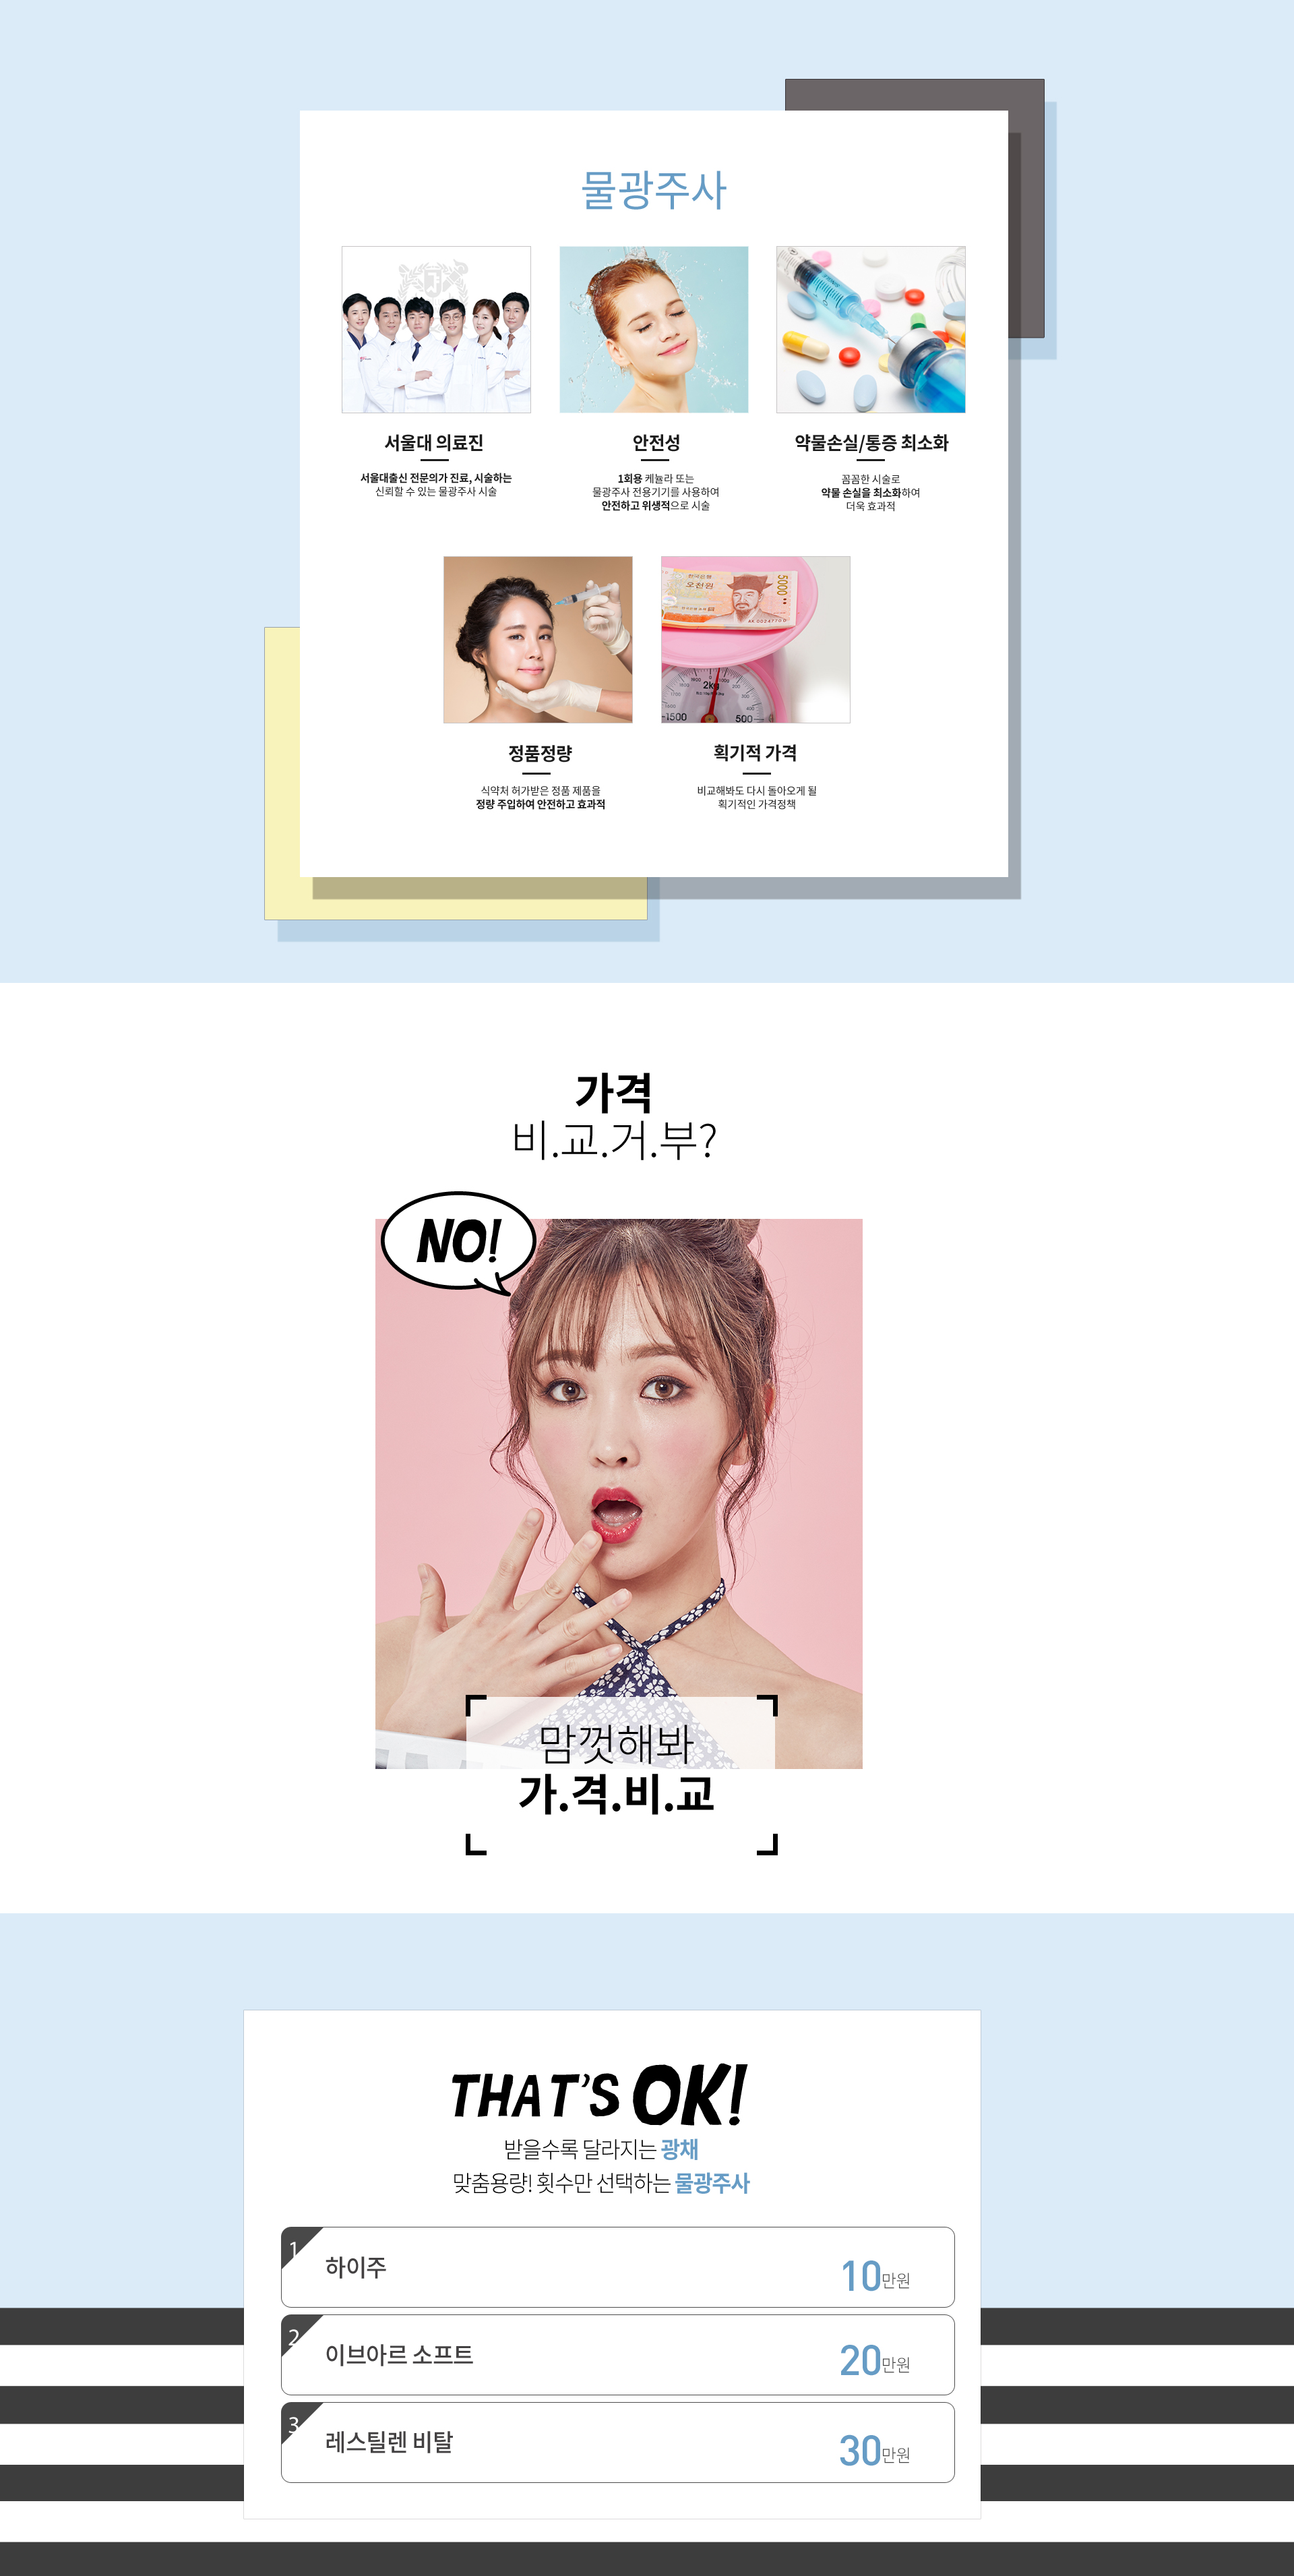 물광주사
서울대 의료진
서울대출신 전문의가 진료, 시술하는
신뢰할 수 있는 물광주사 시술
안전성
1회용 케뉼라 또는
물광주사 전용기기를 사용하여
안전하고 위생적으로 시술
약물손실/통증 최소화
꼼꼼한 시술로
약물 손실을 최소화하여
더욱 효과적
5000
오천원
2kg
1500
500
정품정량
식약처 허가받은 정품 제품을
정량 주입하여 안전하고 효과적
획기적 가격
비교해봐도 다시 돌아오게 될
획기적인 가격정책
가격
비.교.거.부?
NO!
맘껏해봐
가.격.비.교
THAT'S OK!
받을수록 달라지는 광채
맞춤용량! 횟수만 선택하는 물광주사
1
하이주
10만원
2
이브아르 소프트
20만원
3
레스틸렌 비탈
30만원